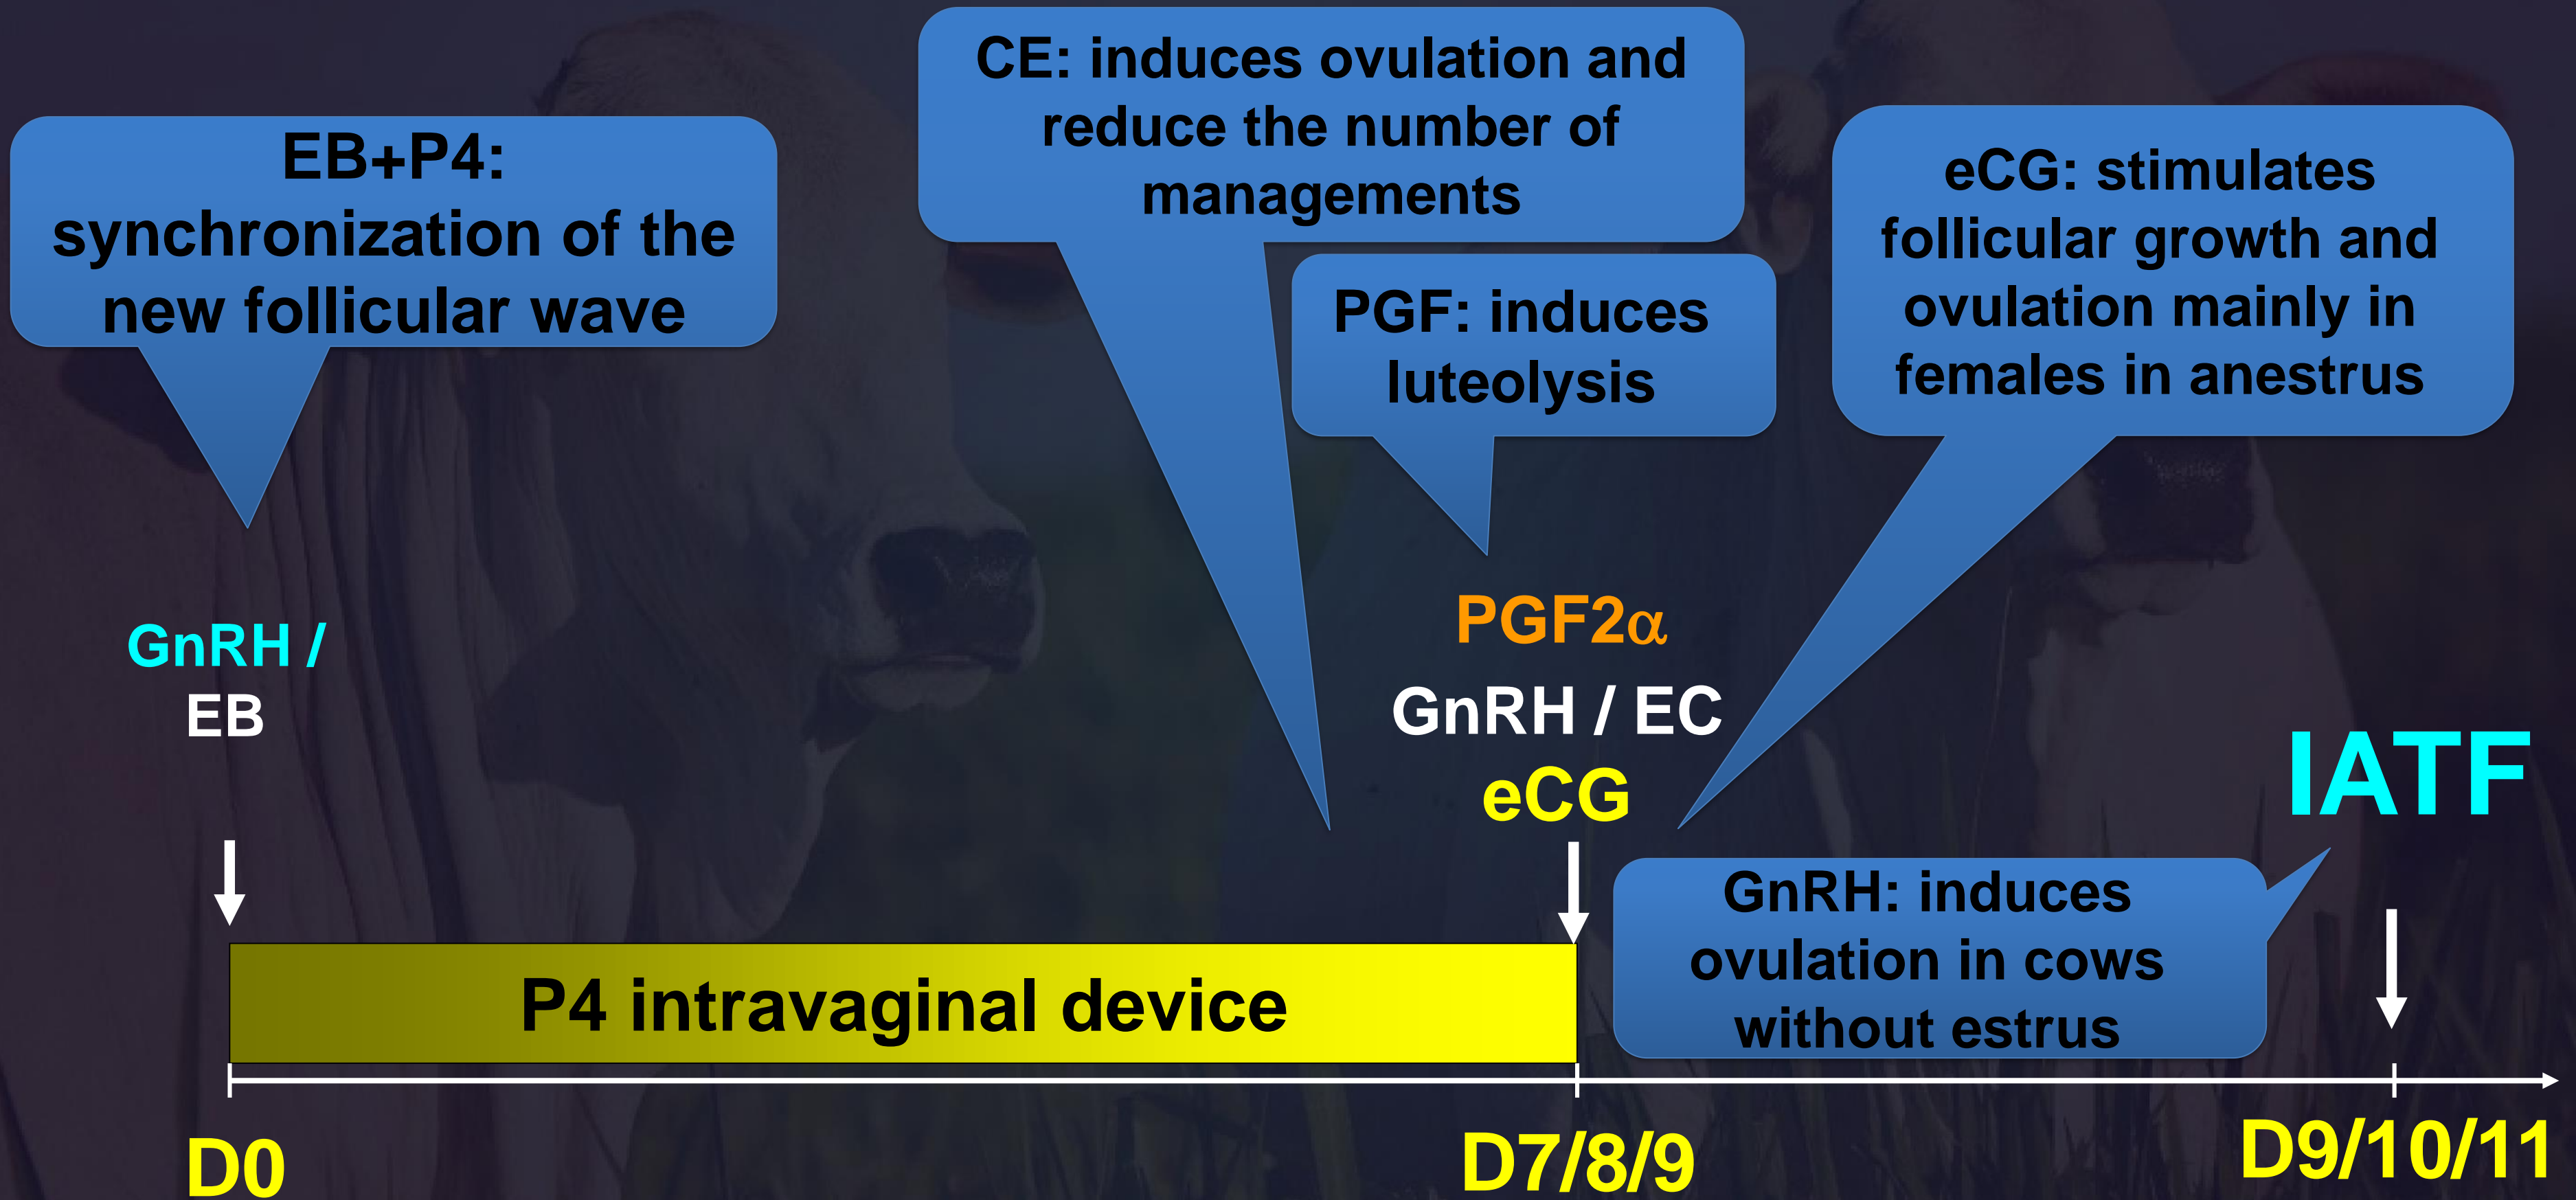 EB+P4:
synchronization of the
new follicular wave
CE: induces ovulation and
reduce the number of
managements
PGF: induces
luteolysis
eCG: stimulates
follicular growth and
ovulation mainly in
females in anestrus
GnRH /
EB
PGF2α
GnRH / EC
eCG
IATF
GnRH: induces
ovulation in cows
without estrus
P4 intravaginal device
D0
D7/8/9
D9/10/11